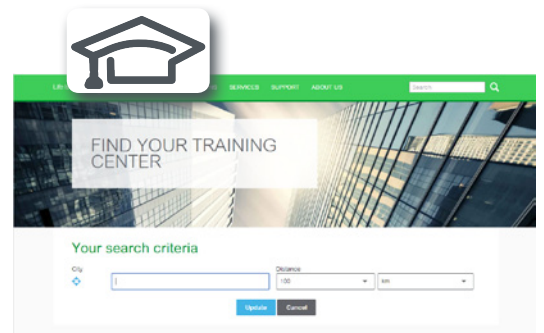 SERVICES SUPPORT ABOUT US Search
FIND YOUR TRAINING
CENTER
Your search criteria
City Distance
100 km
Update Cancel